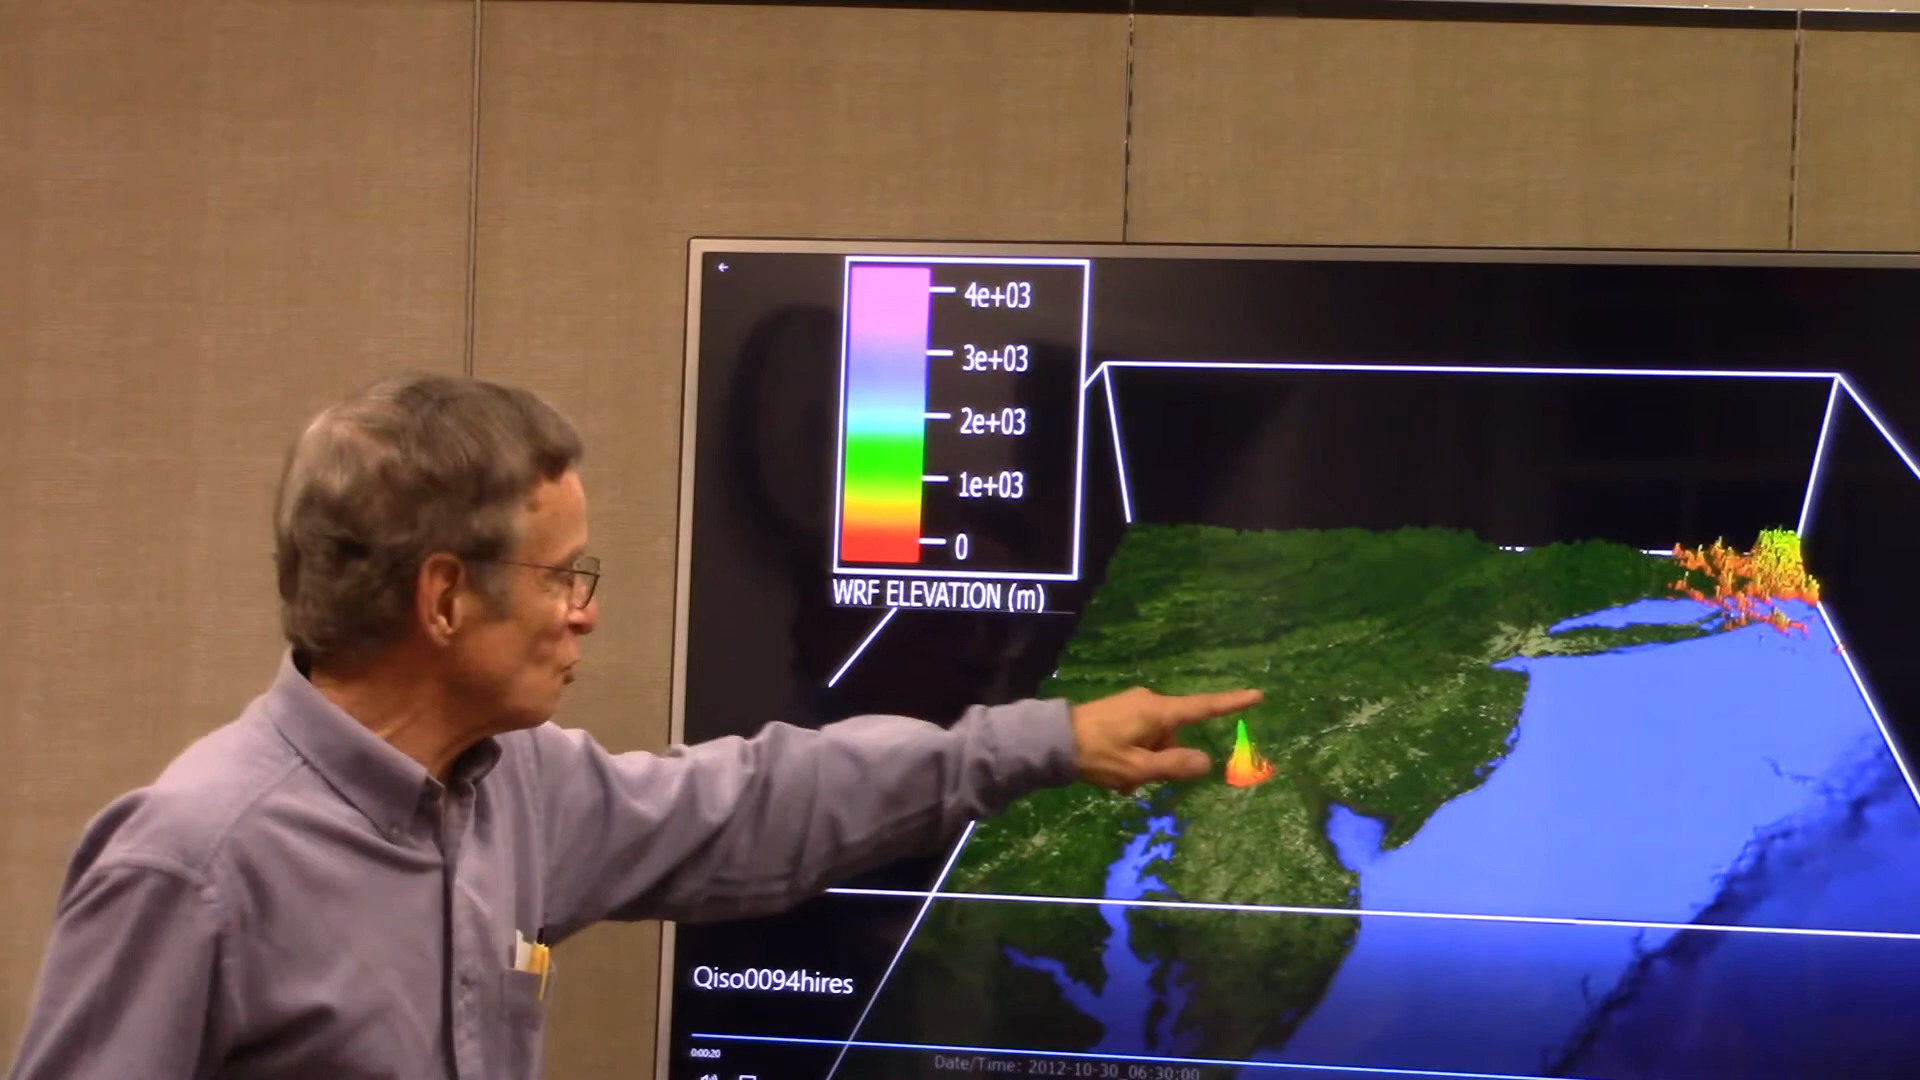 4e+03
3e+03
2e+03
1e+03
0
WRF ELEVATION (m)
Qiso0094hires
0:00:20
Date/Time: 2012-10-30_06:30:00